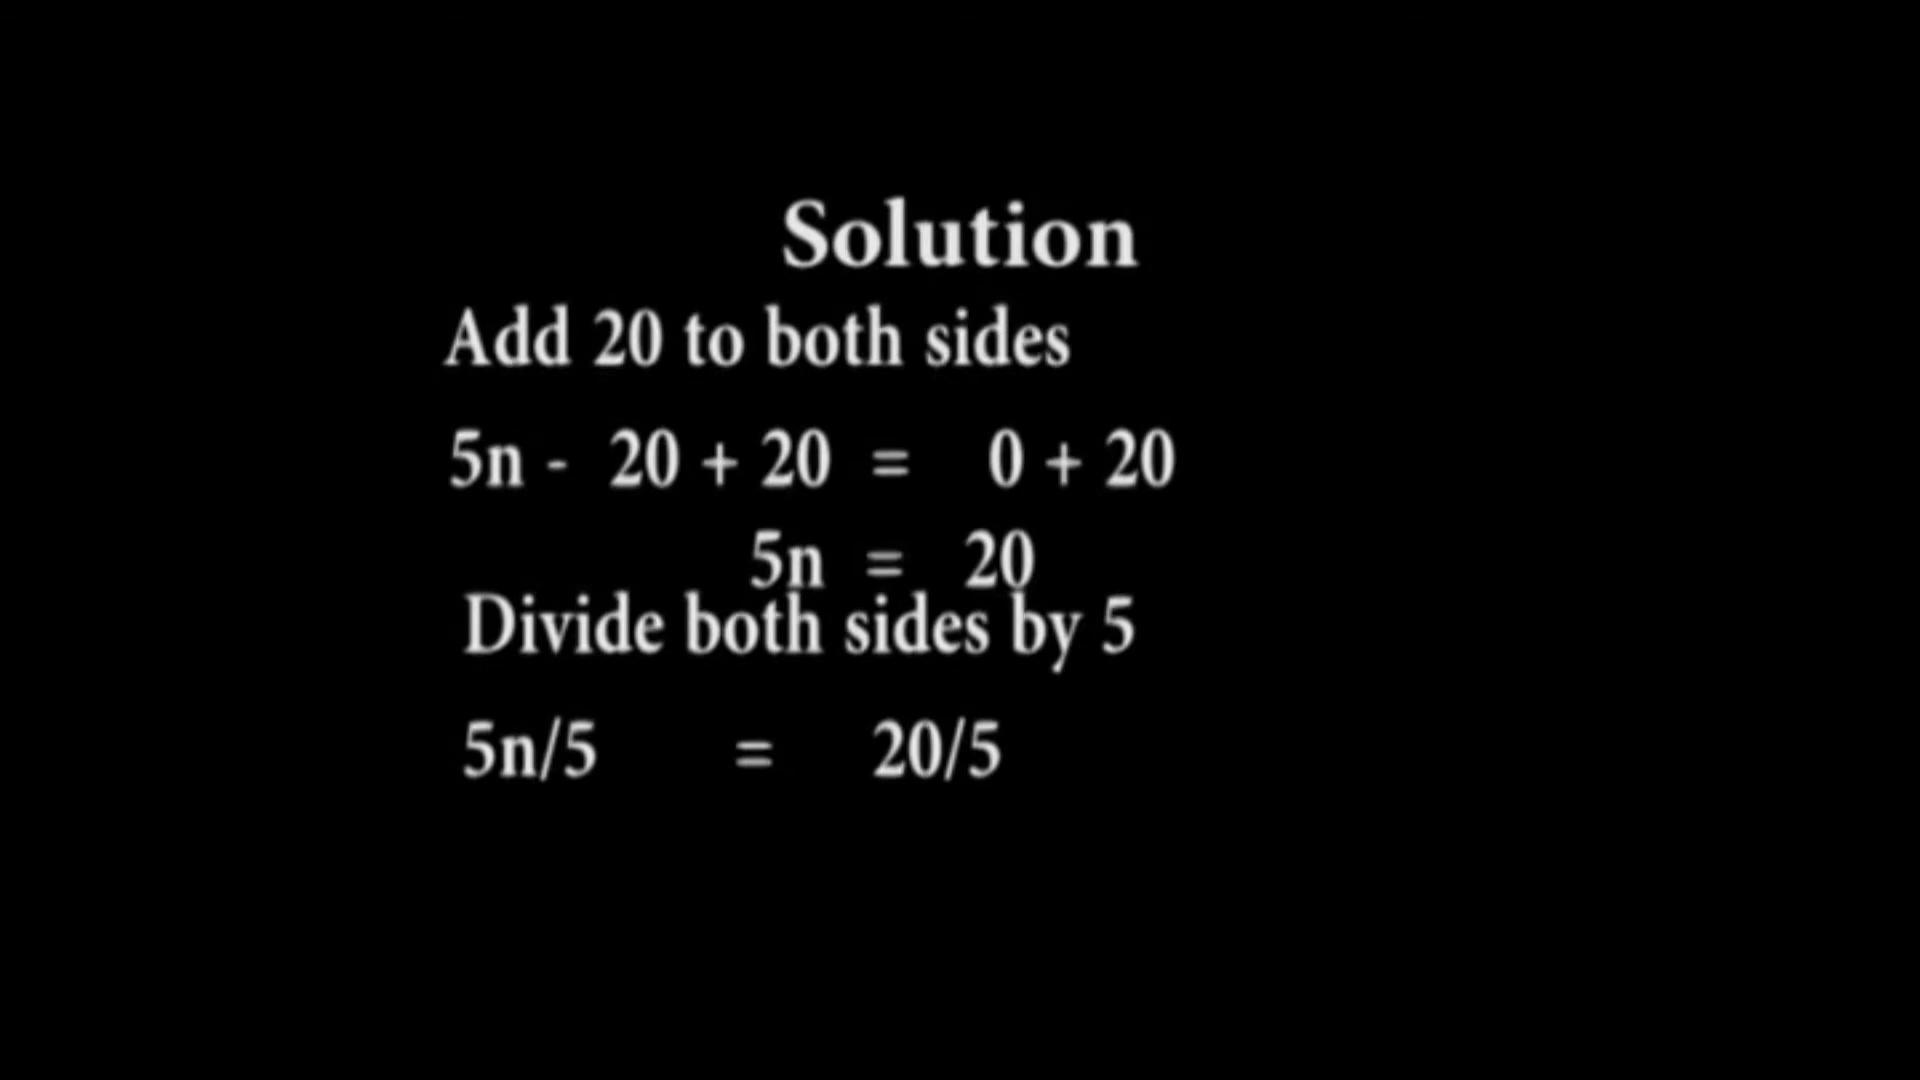 Solution
Add 20 to both sides
5n - 20 + 20 = 0 + 20
5n = 20
Divide both sides by 5
5n/5 = 20/5